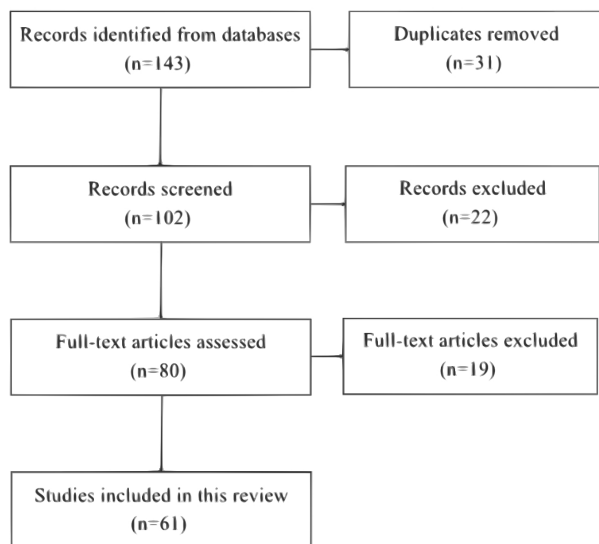 Records identified from databases
(n=143)
Duplicates removed
(n=31)
Records screened
(n=102)
Records excluded
(n=22)
Full-text articles assessed
(n=80)
Full-text articles excluded
(n=19)
Studies included in this review
(n=61)